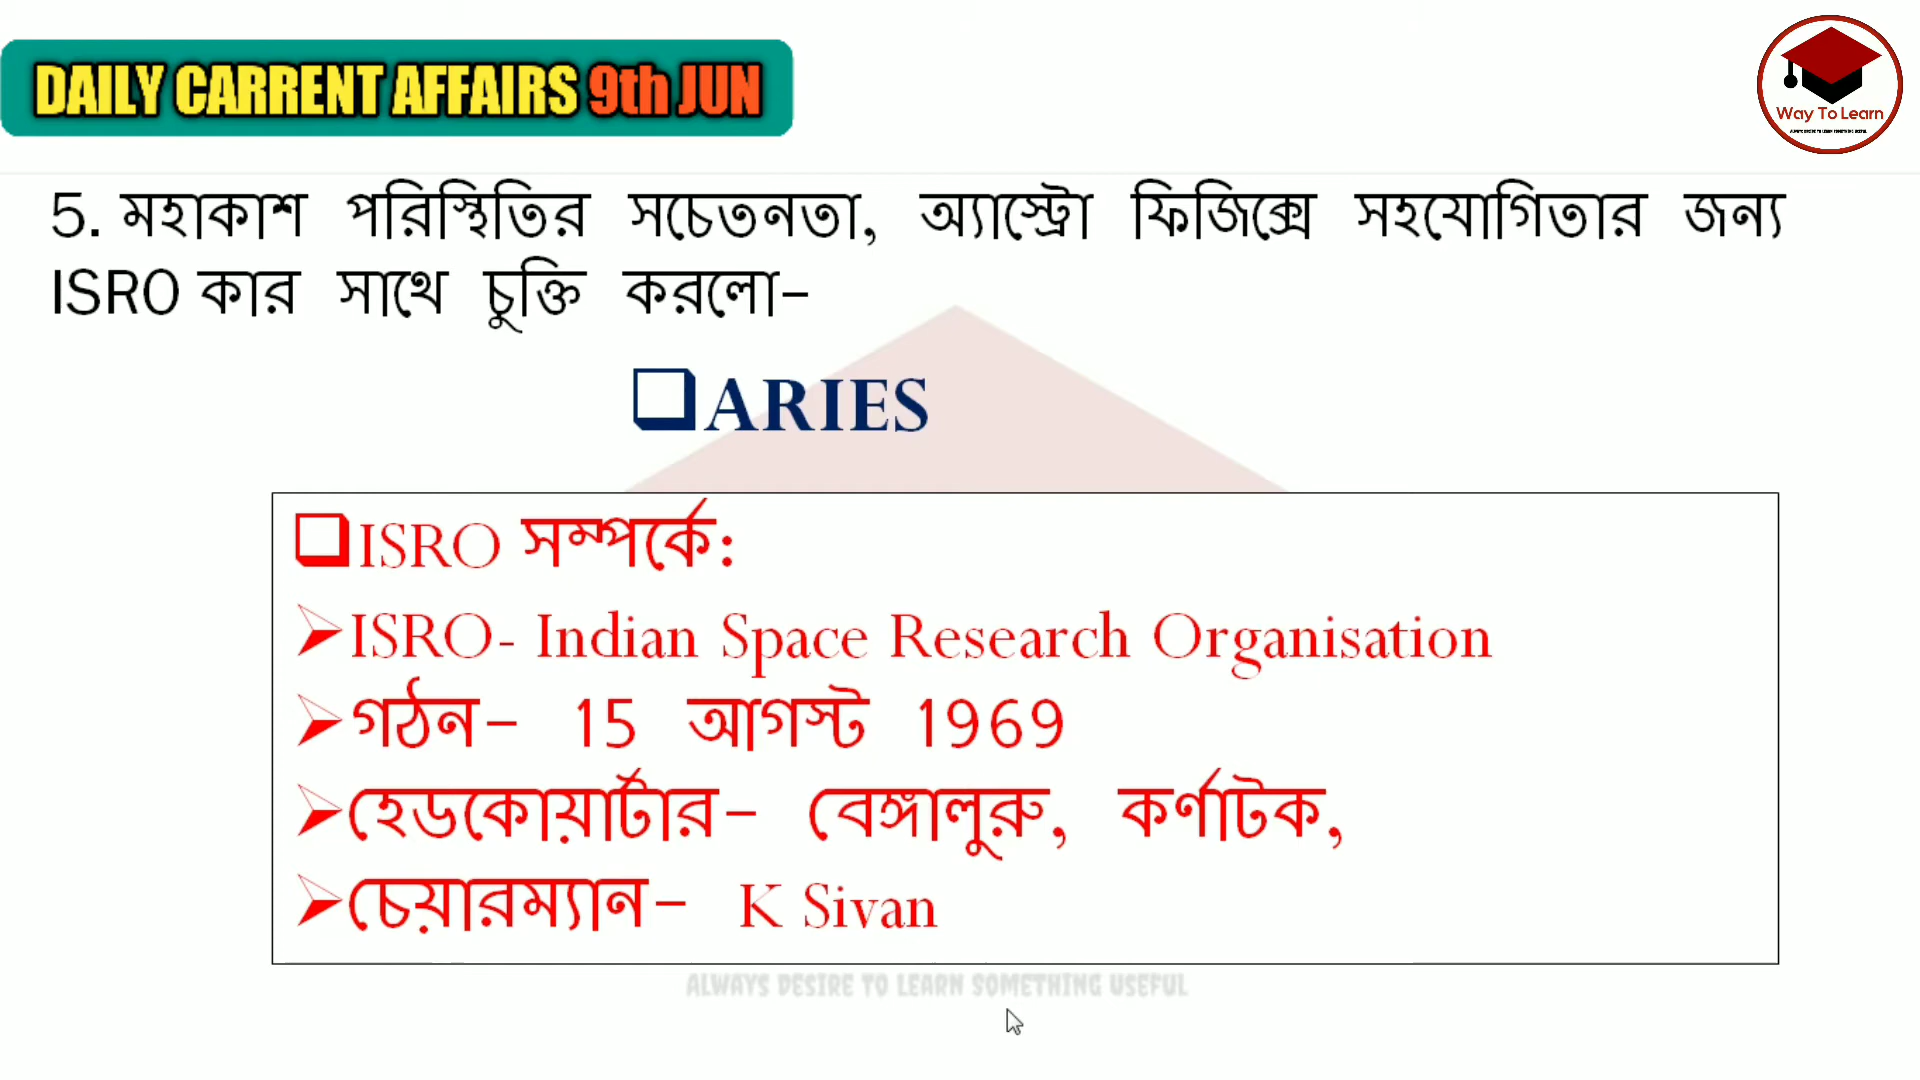 DAILY CARRENT AFFAIRS 9th JUN
Way To Learn
5. মহাকাশ পরিস্থিতির সচেতনতা, অ্যাস্ট্রো ফিজিক্সে সহযোগিতার জন্য
ISRO কার সাথে চুক্তি করলো–
ARIES
ISRO সম্পর্কে:
ISRO- Indian Space Research Organisation
গঠন– 15 আগস্ট 1969
হেডকোয়ার্টার– বেঙ্গালুরু, কর্ণাটক,
চেয়ারম্যান– K Sivan
ALWAYS DESIRE TO LEARN SOMETHING USEFUL